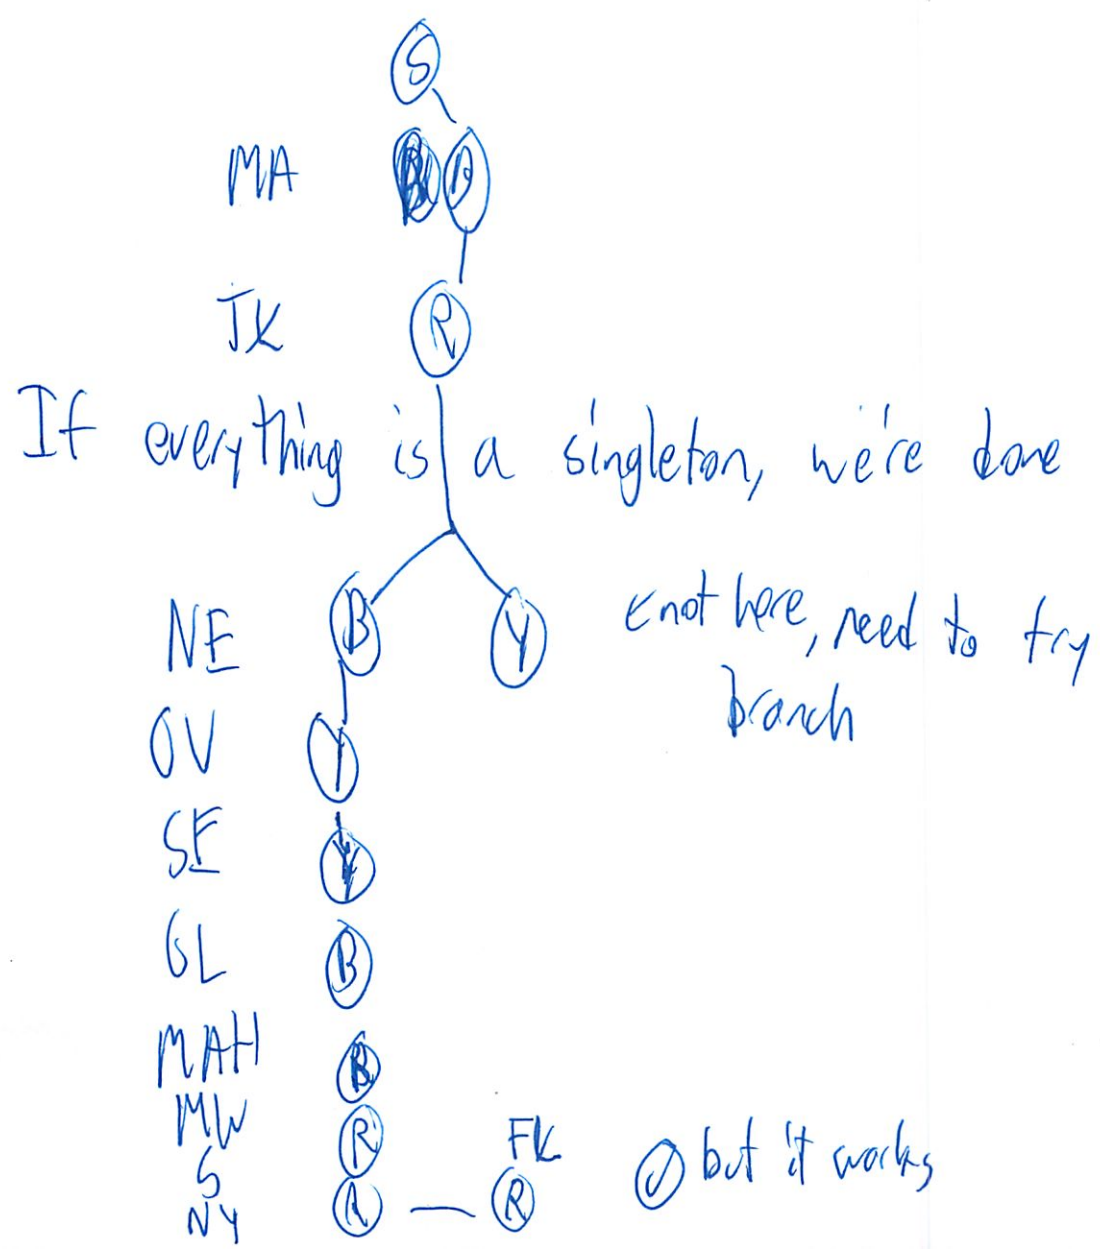 S
MA B B
JK R
If everything is a singleton, we're done
NE B Y ← not here, need to try
branch
OV Y
SE Y
GL B
MAH B
MW R FK
S
NY R R ✓ but it works